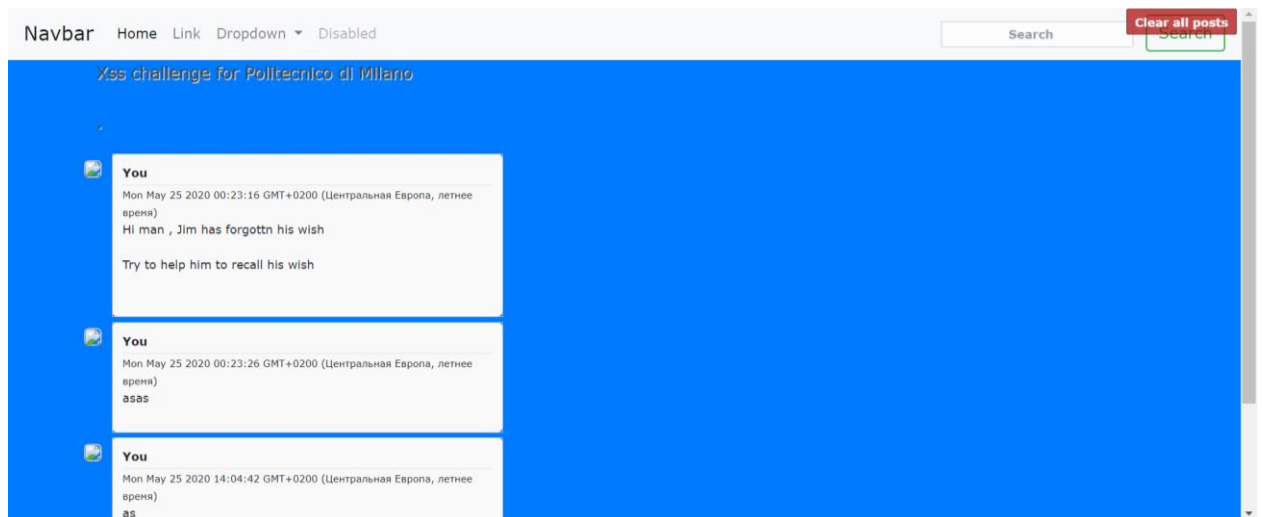 Navbar Home Link Dropdown Disabled Search Clear all posts Search
Xss challenge for Politecnico di Milano
.
You
Mon May 25 2020 00:23:16 GMT+0200 (Центральная Европа, летнее
время)
Hi man , Jim has forgottn his wish
Try to help him to recall his wish
You
Mon May 25 2020 00:23:26 GMT+0200 (Центральная Европа, летнее
время)
asas
You
Mon May 25 2020 14:04:42 GMT+0200 (Центральная Европа, летнее
время)
as